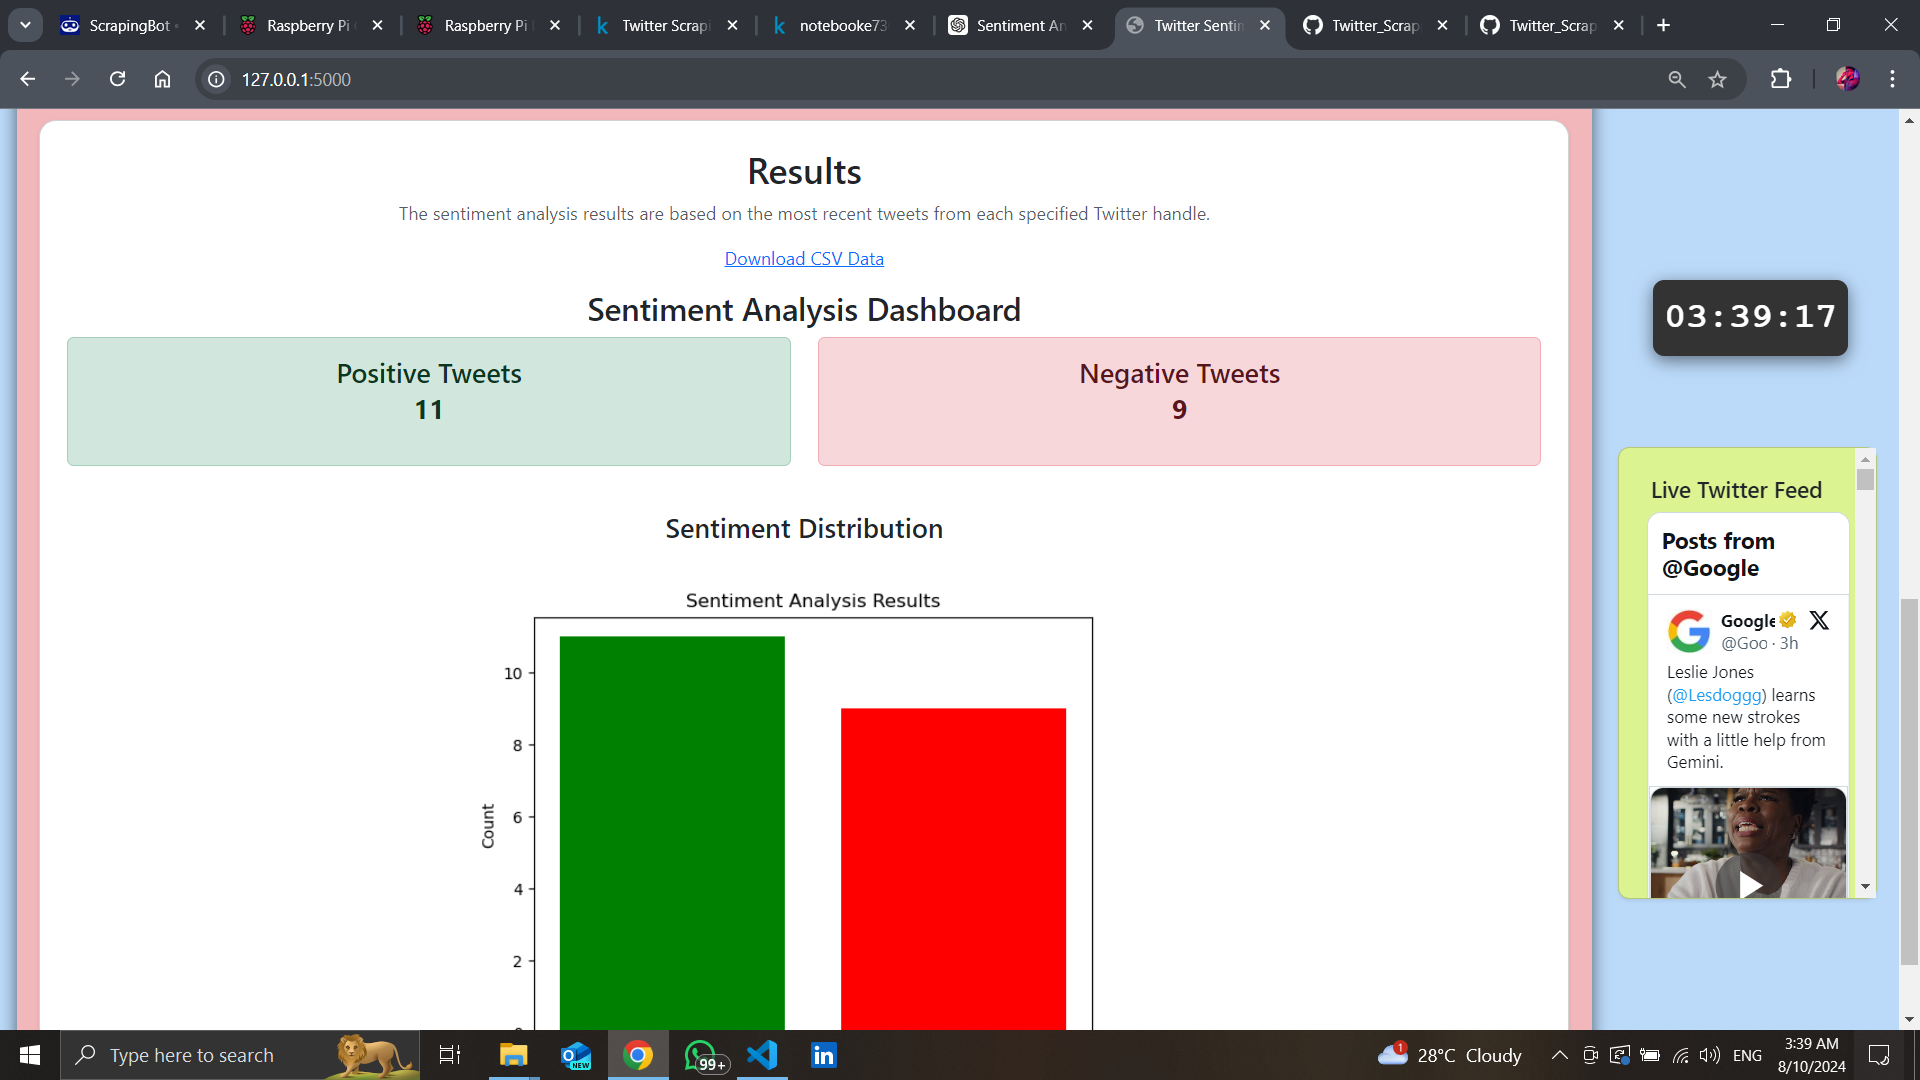 ScrapingBot
Raspberry Pi
Raspberry Pi
Twitter Scrapi
notebooke73
Sentiment An
Twitter Sentim
Twitter_Scrap
Twitter_Scrap
127.0.0.1:5000
Results
The sentiment analysis results are based on the most recent tweets from each specified Twitter handle.
Download CSV Data
Sentiment Analysis Dashboard
Positive Tweets
11
Negative Tweets
9
Sentiment Distribution
Sentiment Analysis Results
10
8
6
4
2
Count
03:39:17
Live Twitter Feed
Posts from
@Google
Google
@Goo · 3h
Leslie Jones
(@Lesdoggg) learns
some new strokes
with a little help from
Gemini.
Type here to search
NEW
99+
in
1
28°C Cloudy
ENG
3:39 AM
8/10/2024